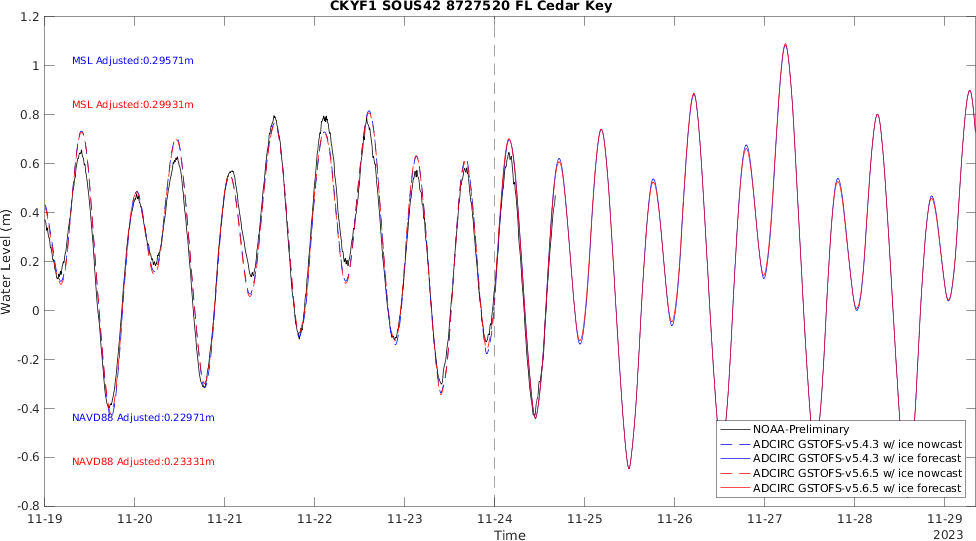 CKYF1 SOUS42 8727520 FL Cedar Key
1.2
1
0.8
0.6
0.4
0.2
0
-0.2
-0.4
-0.6
-0.8
Water Level (m)
MSL Adjusted:0.29571m
MSL Adjusted:0.29931m
NAVD88 Adjusted:0.22971m
NAVD88 Adjusted:0.23331m
NOAA-Preliminary
ADCIRC GSTOFS-v5.4.3 w/ ice nowcast
ADCIRC GSTOFS-v5.4.3 w/ ice forecast
ADCIRC GSTOFS-v5.6.5 w/ ice nowcast
ADCIRC GSTOFS-v5.6.5 w/ ice forecast
11-19 11-20 11-21 11-22 11-23 11-24 11-25 11-26 11-27 11-28 11-29
Time 2023